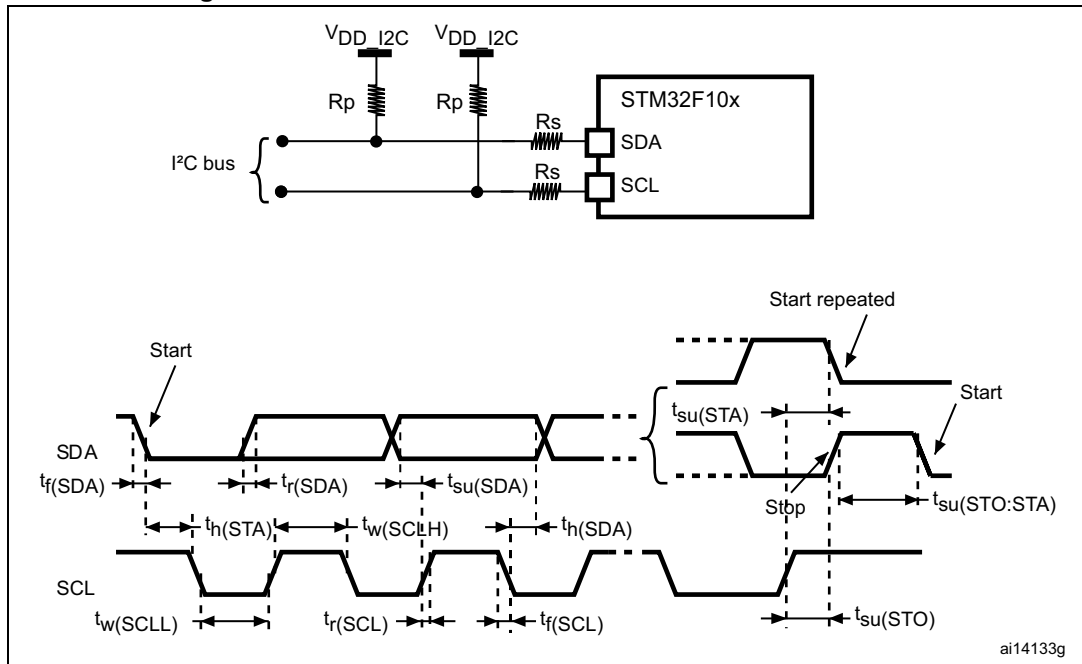 VDD_I2C VDD_I2C
Rp Rp
STM32F10x
Rs
SDA
I²C bus
Rs
SCL
Start repeated
Start
Start
tsu(STA)
SDA
tf(SDA) tr(SDA) tsu(SDA)
Stop
tsu(STO:STA)
th(STA) tw(SCLH) th(SDA)
SCL
tw(SCLL) tr(SCL) tf(SCL) tsu(STO)
ai14133g